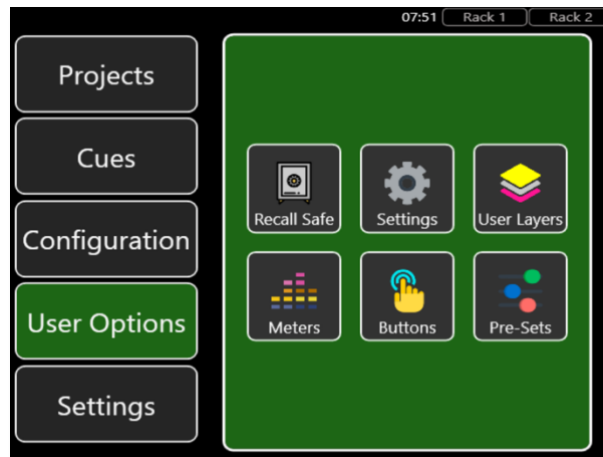 07:51 Rack 1 Rack 2
Projects
Cues
Configuration
User Options
Settings
Recall Safe Settings User Layers
Meters Buttons Pre-Sets